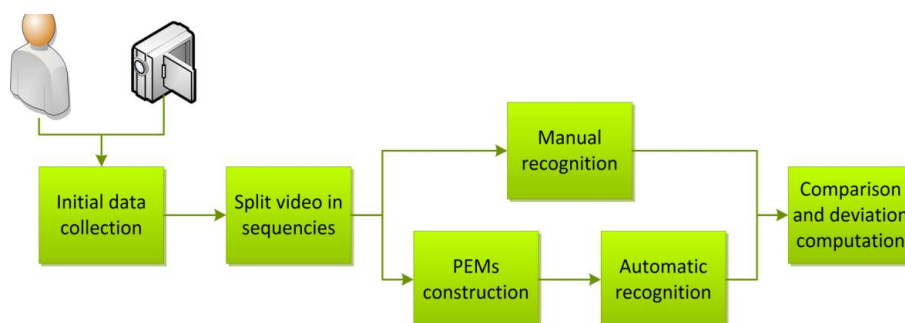 Initial data
collection
Split video in
sequencies
Manual
recognition
PEMs
construction
Automatic
recognition
Comparison
and deviation
computation